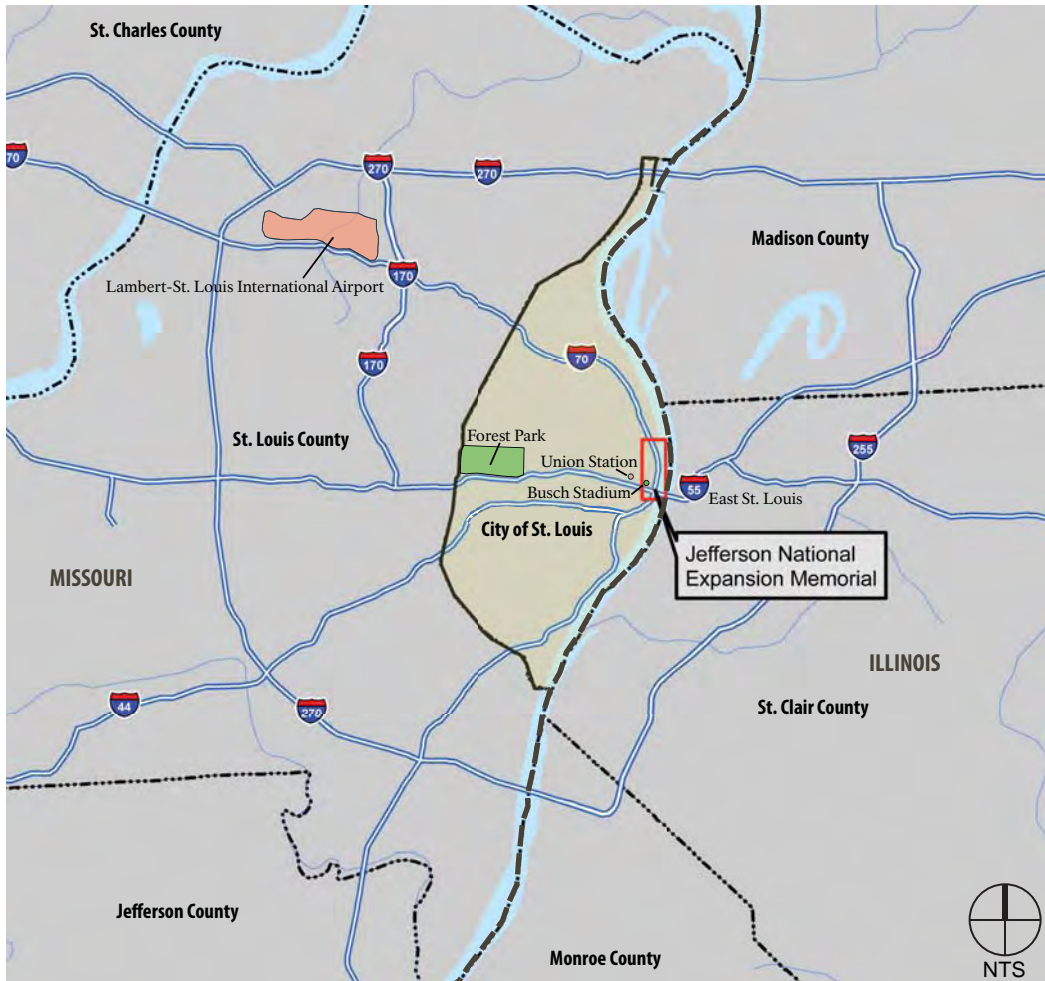 St. Charles County
70
270
270
Madison County
Lambert-St. Louis International Airport
170
70
170
St. Louis County
Forest Park
Union Station
255
Busch Stadium
55
East St. Louis
City of St. Louis
Jefferson National
Expansion Memorial
MISSOURI
ILLINOIS
44
270
St. Clair County
Jefferson County
Monroe County
NTS